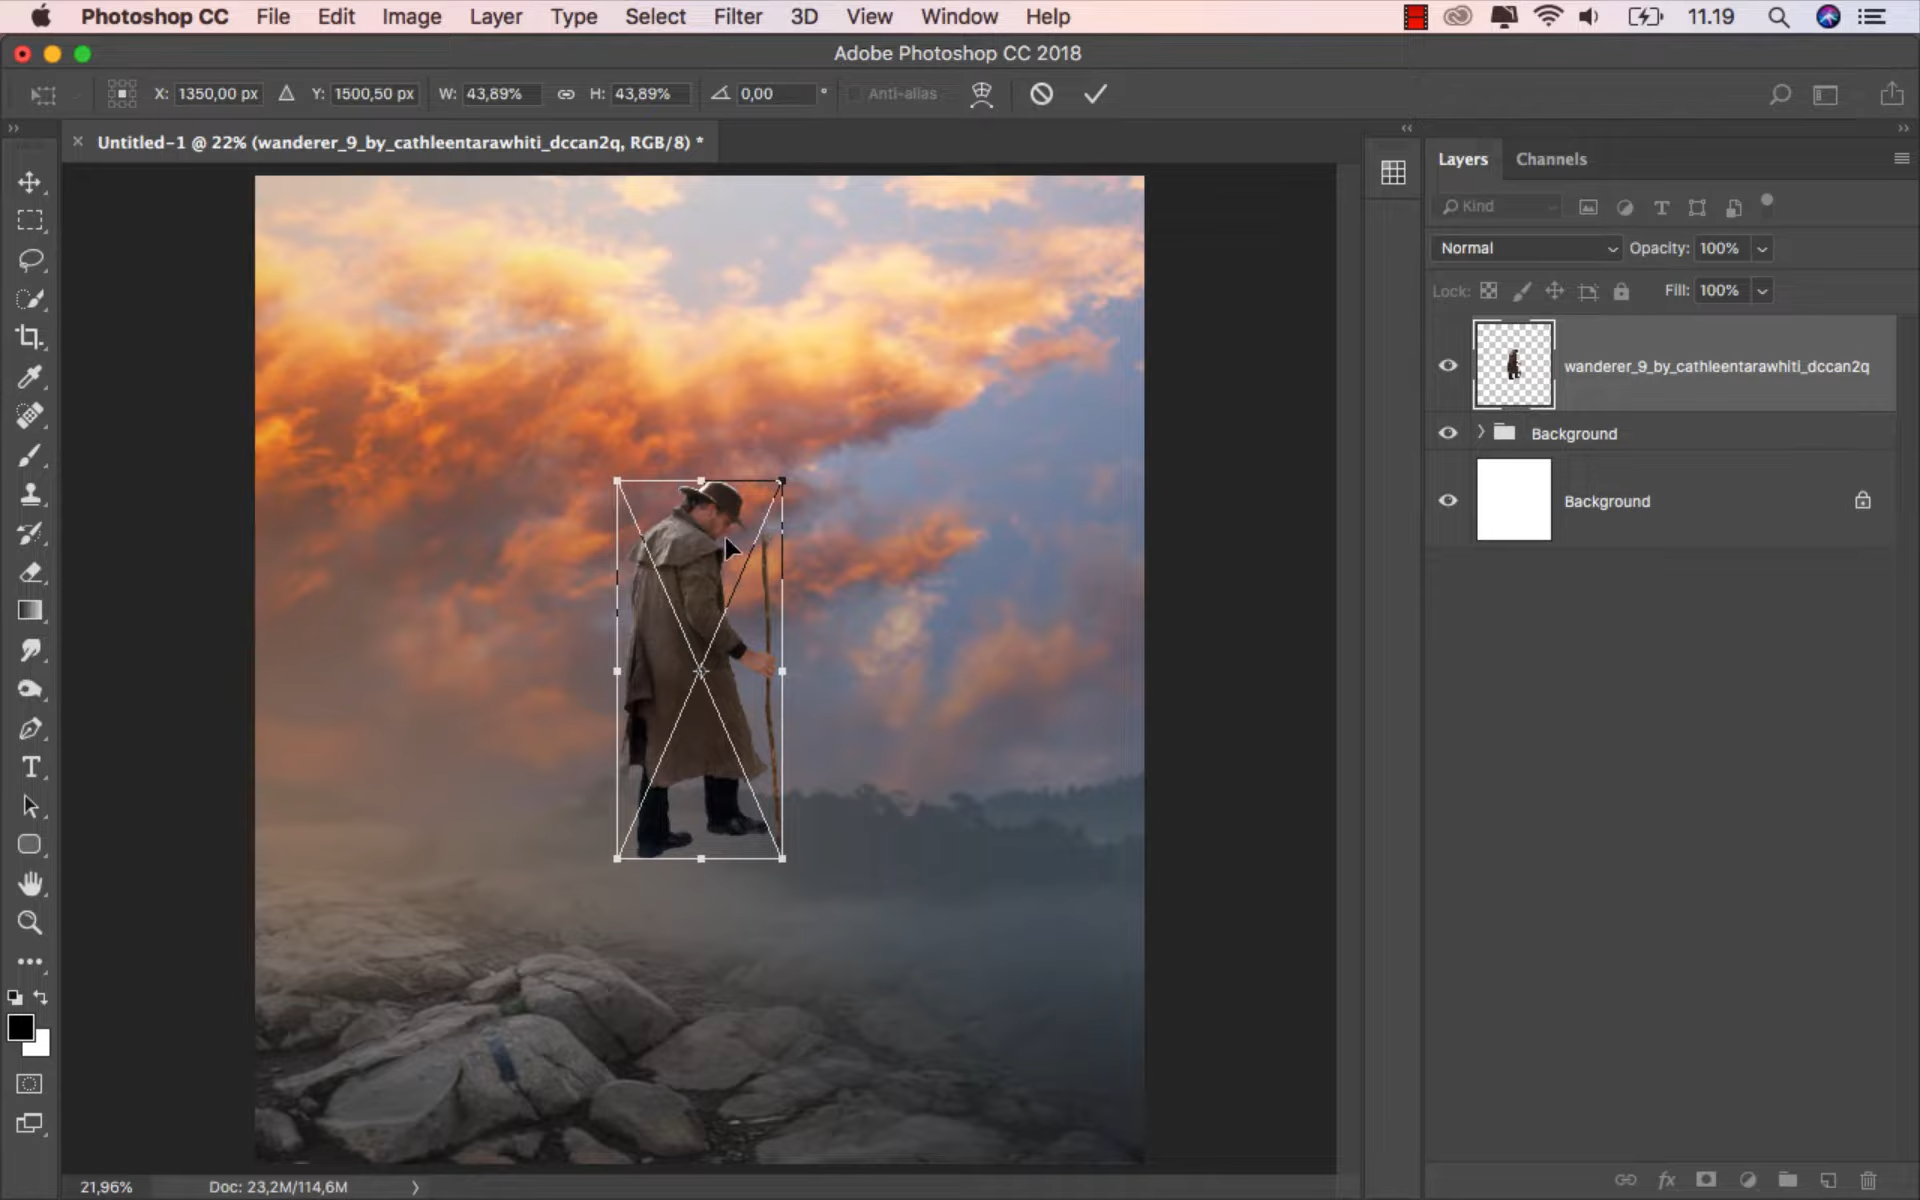 Photoshop CC File Edit Image Layer Type Select Filter 3D View Window Help 11.19
Adobe Photoshop CC 2018
X: 1350,00 px Y: 1500,50 px W: 43,89% H: 43,89% 0,00 ° Anti-alias
Untitled-1 @ 22% (wanderer_9_by_cathleentarawhiti_dccan2q, RGB/8) *
Layers Channels
Kind
Normal Opacity: 100%
Lock: Fill: 100%
wanderer_9_by_cathleentarawhiti_dccan2q
Background
Background
21,96% Doc: 23,2M/114,6M